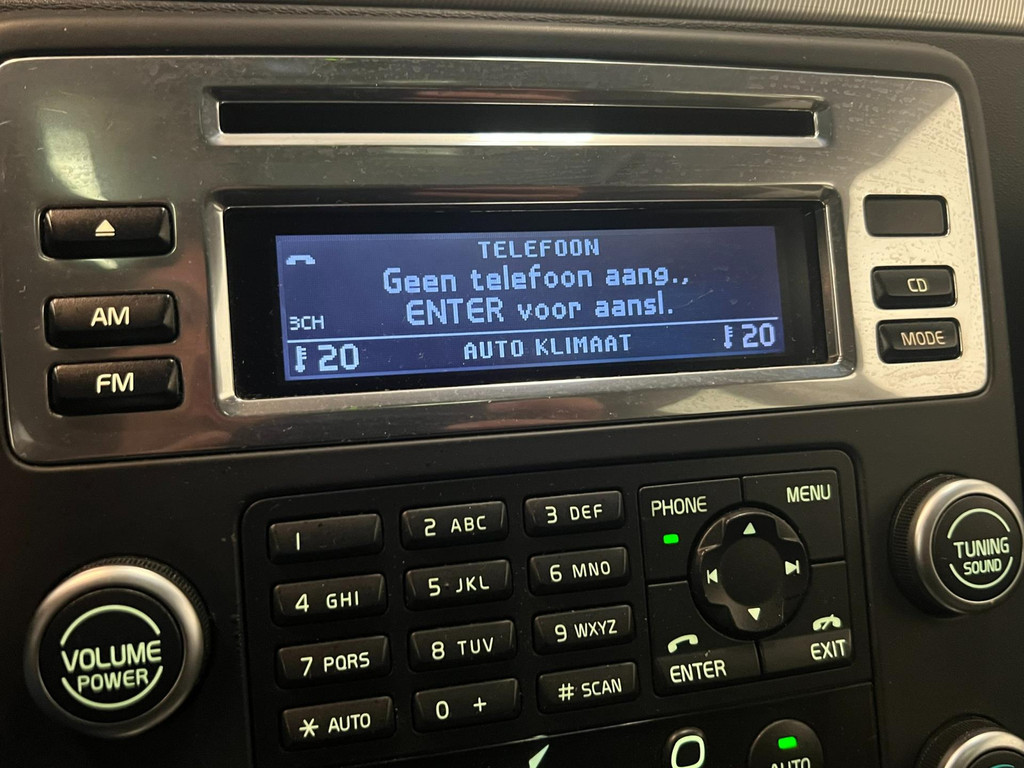 TELEFOON
Geen telefoon aang.,
ENTER voor aansl.
3CH
20 AUTO KLIMAAT 20
AM
FM
CD
MODE
1 2 ABC 3 DEF
4 GHI 5 JKL 6 MNO
7 PQRS 8 TUV 9 WXYZ
* AUTO 0 + # SCAN
PHONE MENU
ENTER EXIT
VOLUME
POWER
TUNING
SOUND
AUTO